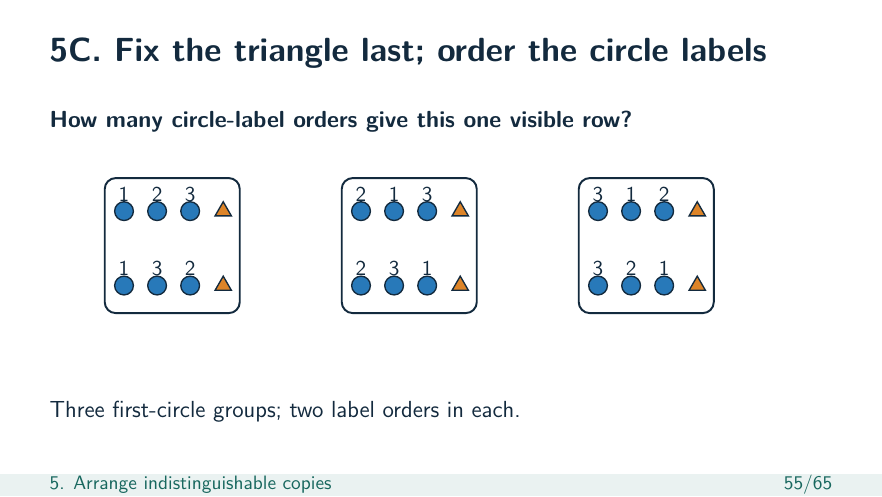 5C. Fix the triangle last; order the circle labels
How many circle-label orders give this one visible row?
1 2 3
1 3 2
2 1 3
2 3 1
3 1 2
3 2 1
Three first-circle groups; two label orders in each.
5. Arrange indistinguishable copies
55/65